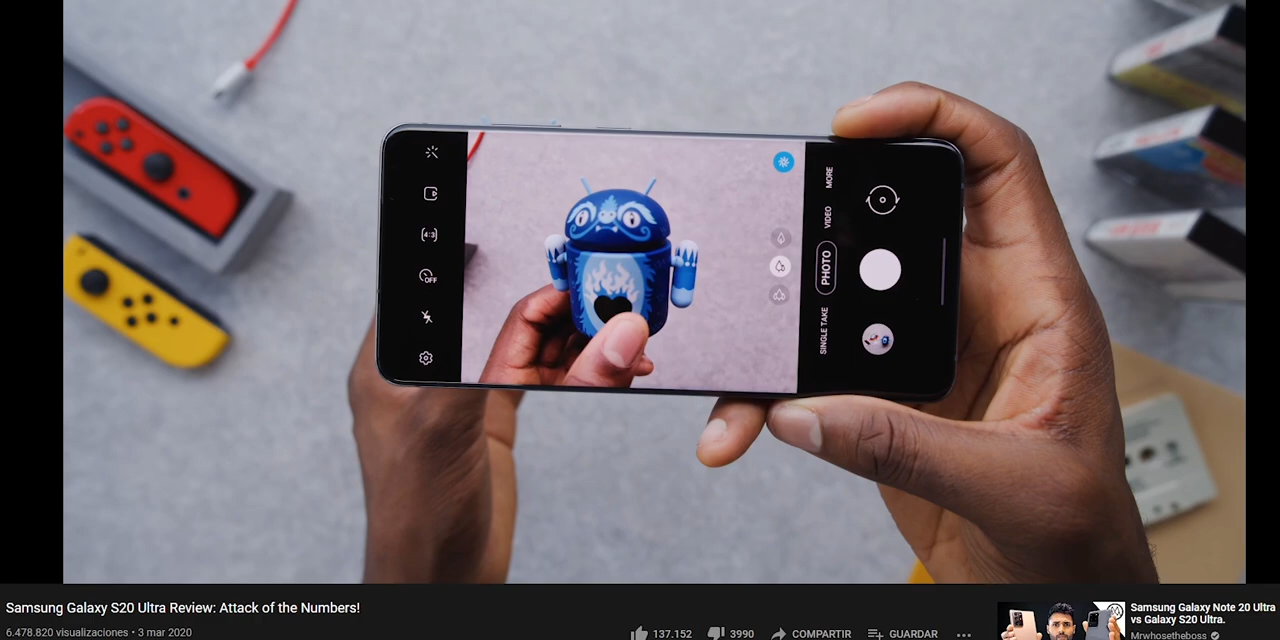 4:3
OFF
MORE
VIDEO
PHOTO
SINGLE TAKE
Samsung Galaxy S20 Ultra Review: Attack of the Numbers!
6.478.820 visualizaciones • 3 mar 2020
137.152
3990
COMPARTIR
GUARDAR
Samsung Galaxy Note 20 Ultra
vs Galaxy S20 Ultra.
Mrwhosetheboss